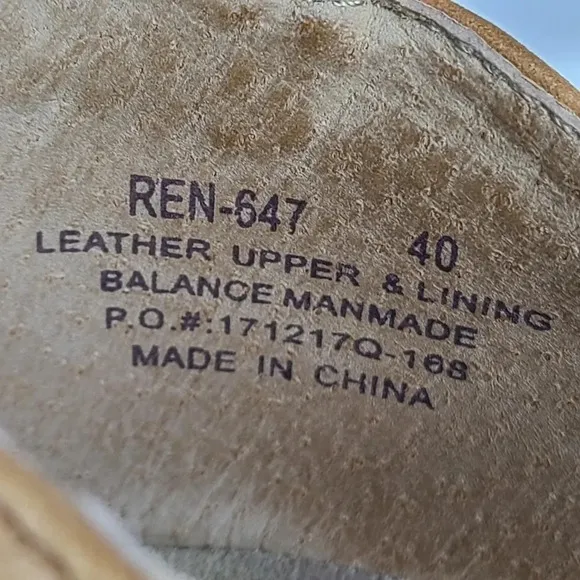 REN-647 40
LEATHER UPPER & LINING
BALANCE MANMADE
P.O.#:171217Q-168
MADE IN CHINA